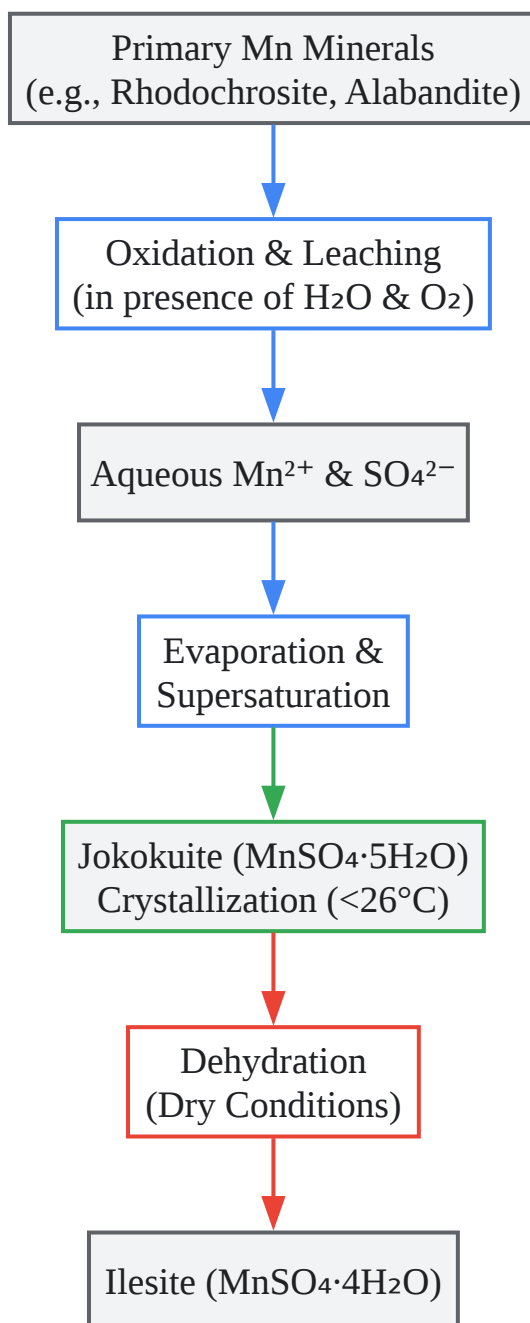 Primary Mn Minerals
(e.g., Rhodochrosite, Alabandite)
Oxidation & Leaching
(in presence of H₂O & O₂)
Aqueous Mn²⁺ & SO₄²⁻
Evaporation &
Supersaturation
Jokokuite (MnSO₄·5H₂O)
Crystallization (<26°C)
Dehydration
(Dry Conditions)
Ilesite (MnSO₄·4H₂O)